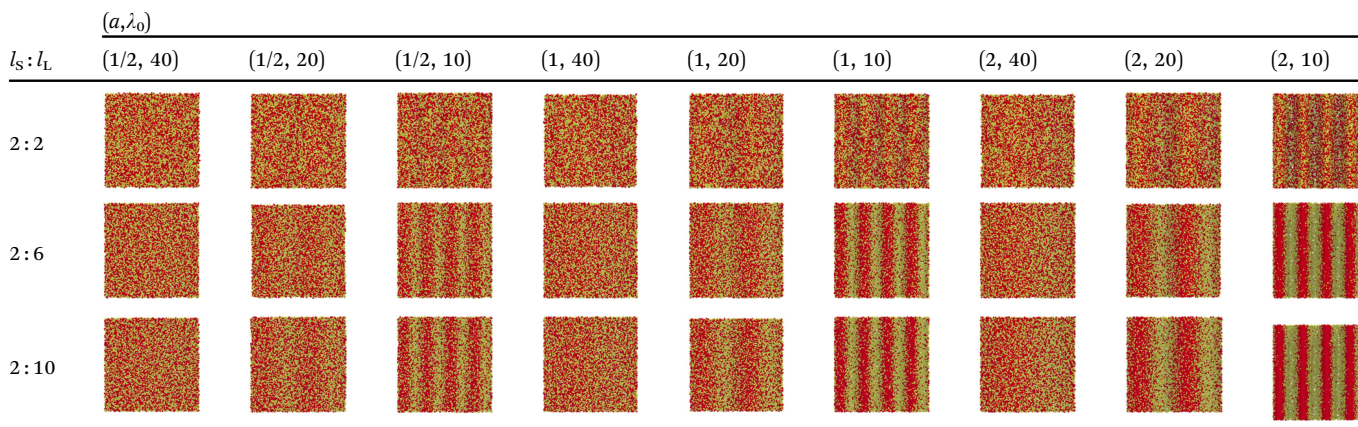 (a,λ₀)
l_S : l_L (1/2, 40) (1/2, 20) (1/2, 10) (1, 40) (1, 20) (1, 10) (2, 40) (2, 20) (2, 10)
2 : 2
2 : 6
2 : 10